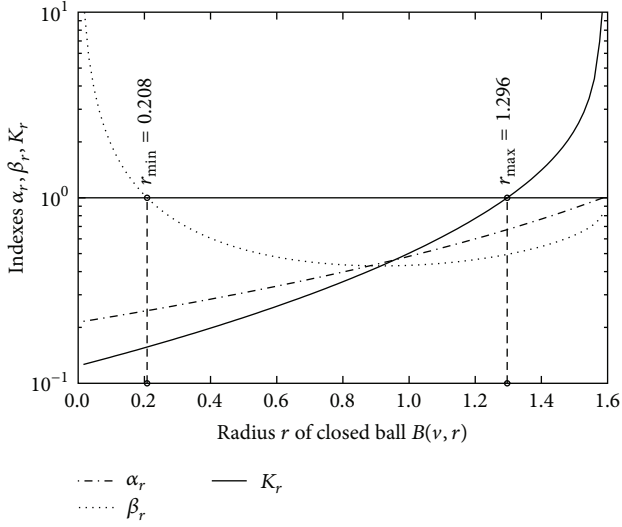 Indexes α_r, β_r, K_r
10^1
10^0
10^−1
r_min = 0.208
r_max = 1.296
0.0 0.2 0.4 0.6 0.8 1.0 1.2 1.4 1.6
Radius r of closed ball B(v, r)
α_r K_r
β_r